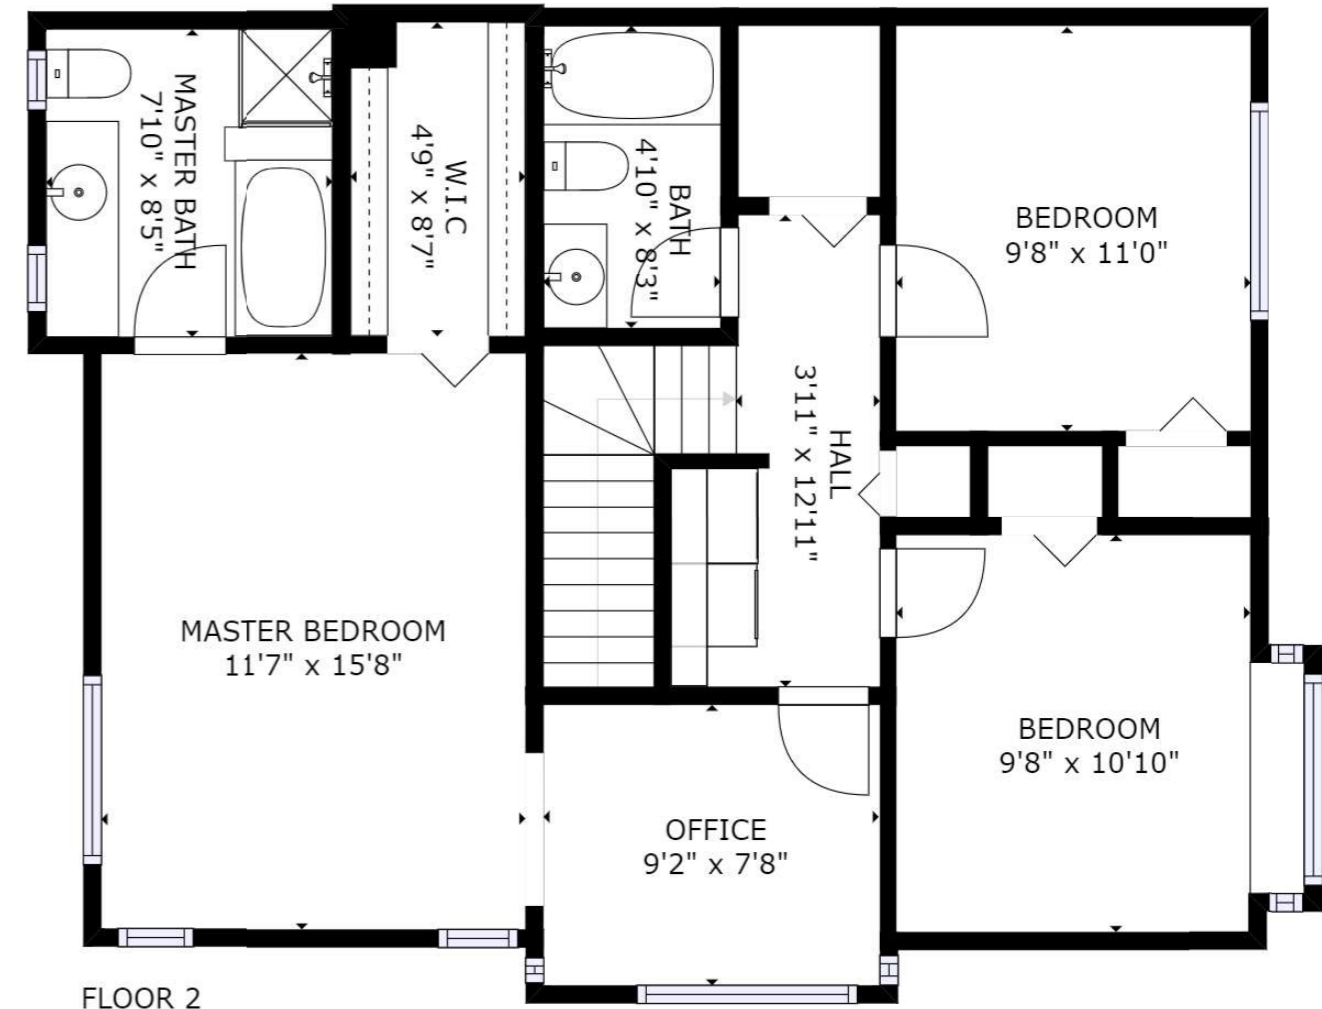 MASTER BATH
7'10" x 8'5"
W.I.C
4'9" x 8'7"
BATH
4'10" x 8'3"
BEDROOM
9'8" x 11'0"
HALL
3'11" x 12'11"
MASTER BEDROOM
11'7" x 15'8"
BEDROOM
9'8" x 10'10"
OFFICE
9'2" x 7'8"
FLOOR 2